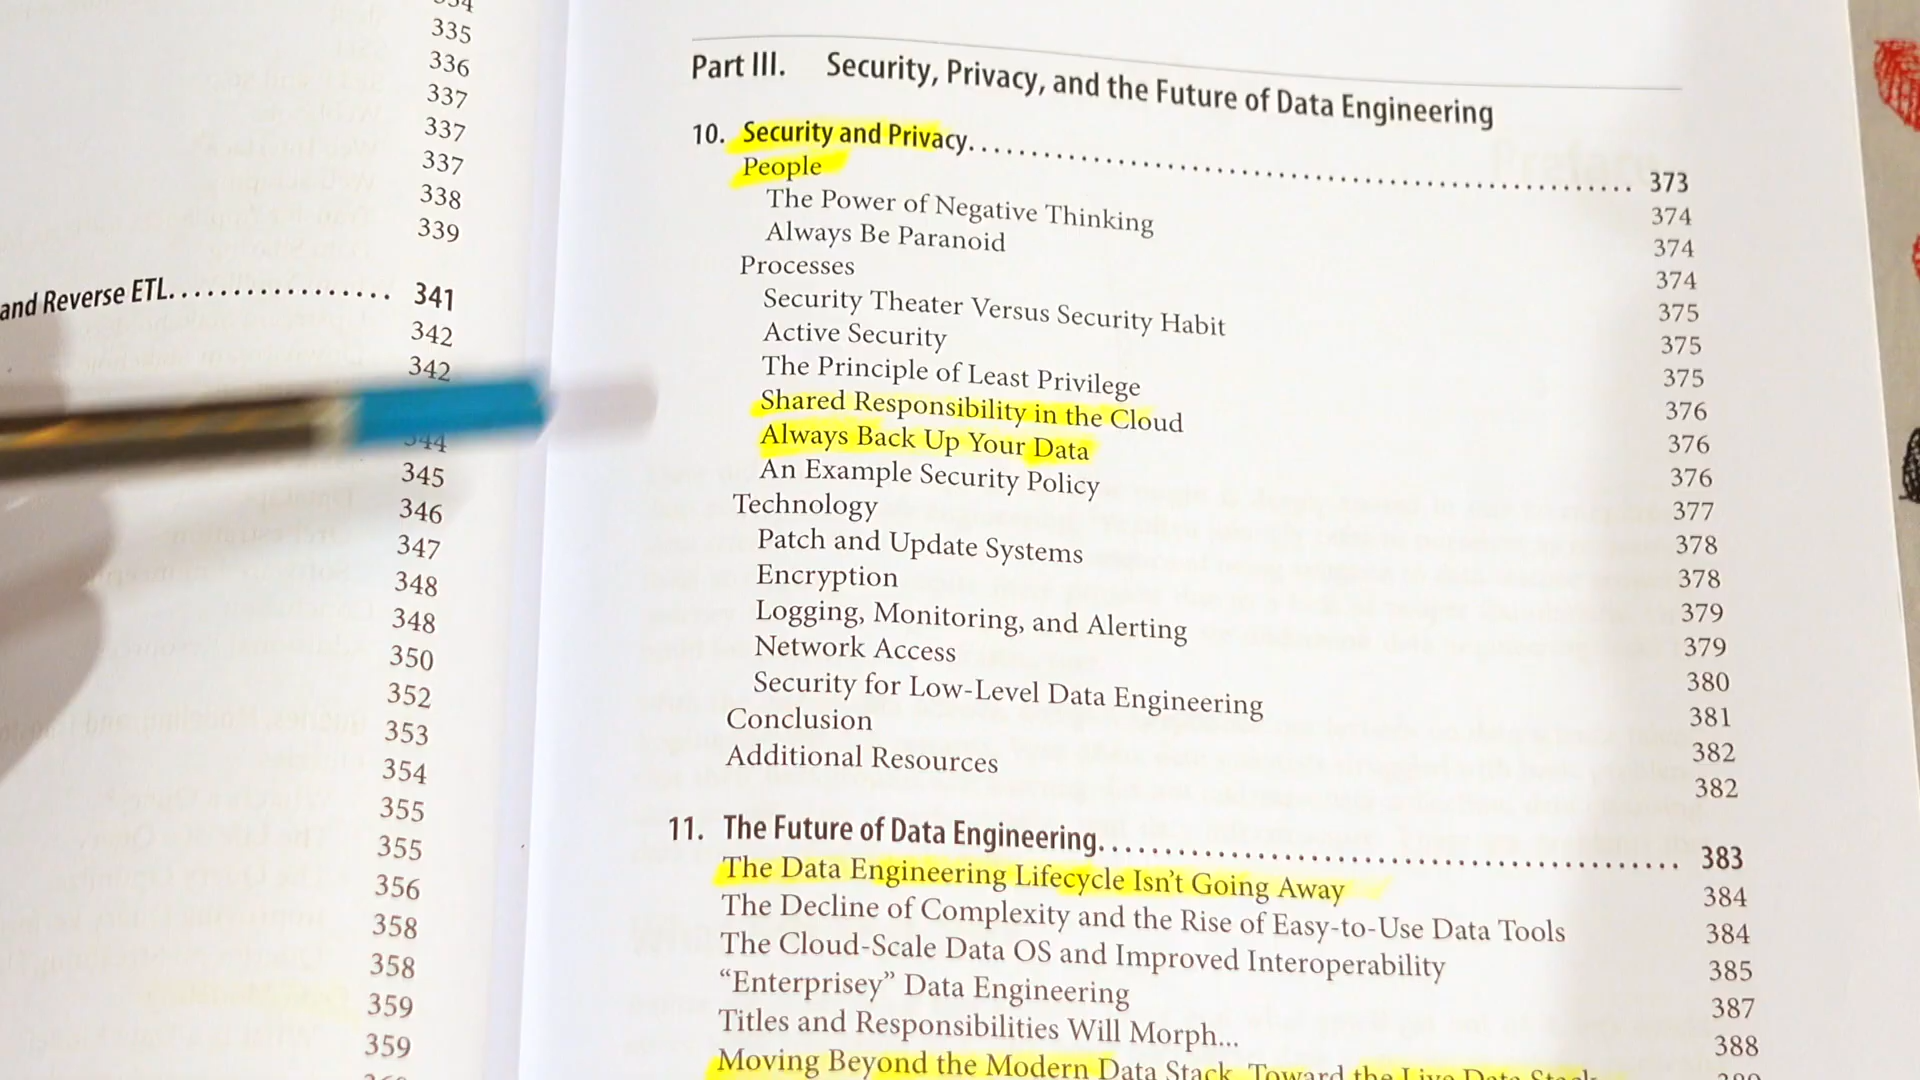 335
336
337
337
337
338
339
and Reverse ETL................. 341
342
342
344
345
346
347
348
348
350
352
353
354
355
355
356
358
358
359
359
Part III. Security, Privacy, and the Future of Data Engineering
10. Security and Privacy............................................................ 373
People 374
The Power of Negative Thinking 374
Always Be Paranoid 374
Processes 375
Security Theater Versus Security Habit 375
Active Security 375
The Principle of Least Privilege 376
Shared Responsibility in the Cloud 376
Always Back Up Your Data 376
An Example Security Policy 377
Technology 378
Patch and Update Systems 378
Encryption 379
Logging, Monitoring, and Alerting 379
Network Access 380
Security for Low-Level Data Engineering 381
Conclusion 382
Additional Resources 382
11. The Future of Data Engineering.................................................. 383
The Data Engineering Lifecycle Isn't Going Away 384
The Decline of Complexity and the Rise of Easy-to-Use Data Tools 384
The Cloud-Scale Data OS and Improved Interoperability 385
“Enterprisey” Data Engineering 387
Titles and Responsibilities Will Morph... 388
Moving Beyond the Modern Data Stack, Toward the Live Data Stack